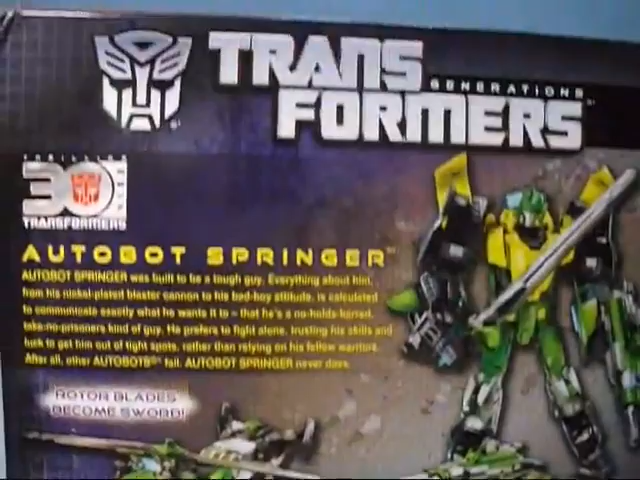 TRANSFORMERS
GENERATIONS
THRILLING
30
YEARS
TRANSFORMERS
AUTOBOT SPRINGER™
AUTOBOT SPRINGER was built to be a tough guy. Everything about him,
from his nickel-plated blaster cannon to his bad-boy attitude, is calculated
to communicate exactly what he wants it to – that he's a no-holds-barred,
take-no-prisoners kind of guy. He prefers to fight alone, trusting his skills and
luck to get him out of tight spots, rather than relying on his fellow warriors.
After all, other AUTOBOTS® fail. AUTOBOT SPRINGER never does.
ROTOR BLADES
BECOME SWORD!